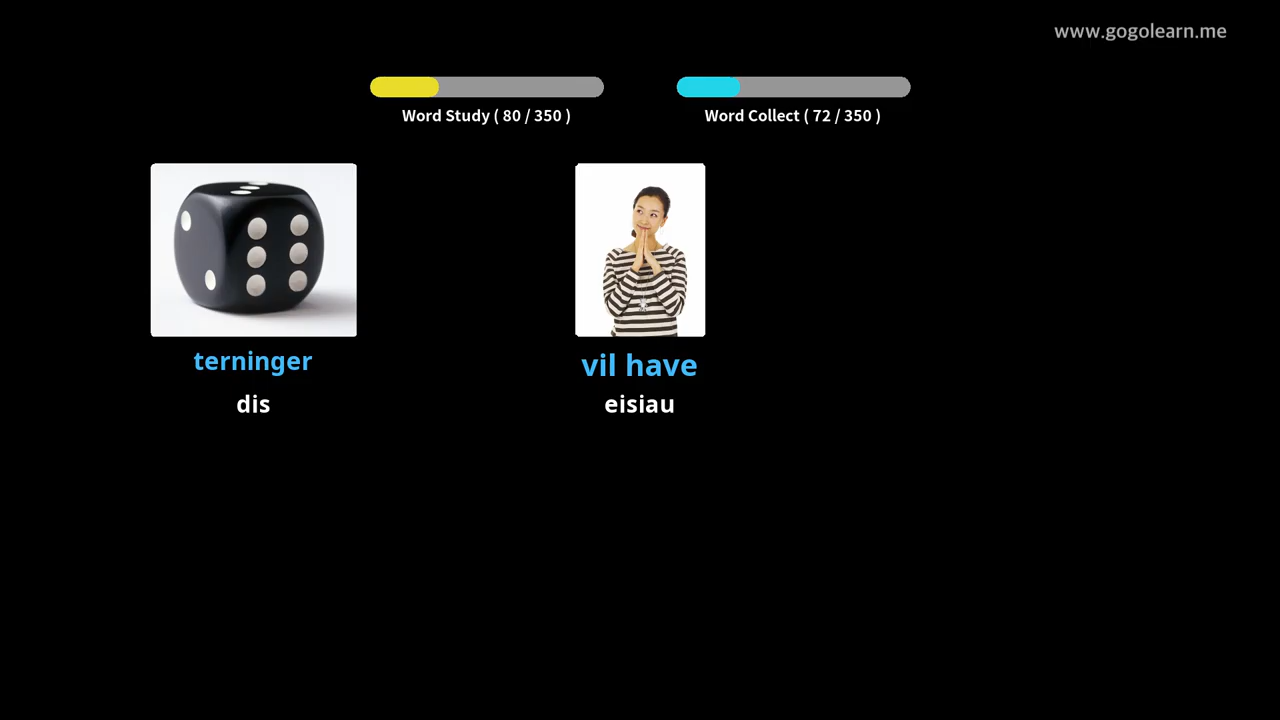 www.gogolearn.me
Word Study ( 80 / 350 )
Word Collect ( 72 / 350 )
terninger
dis
vil have
eisiau